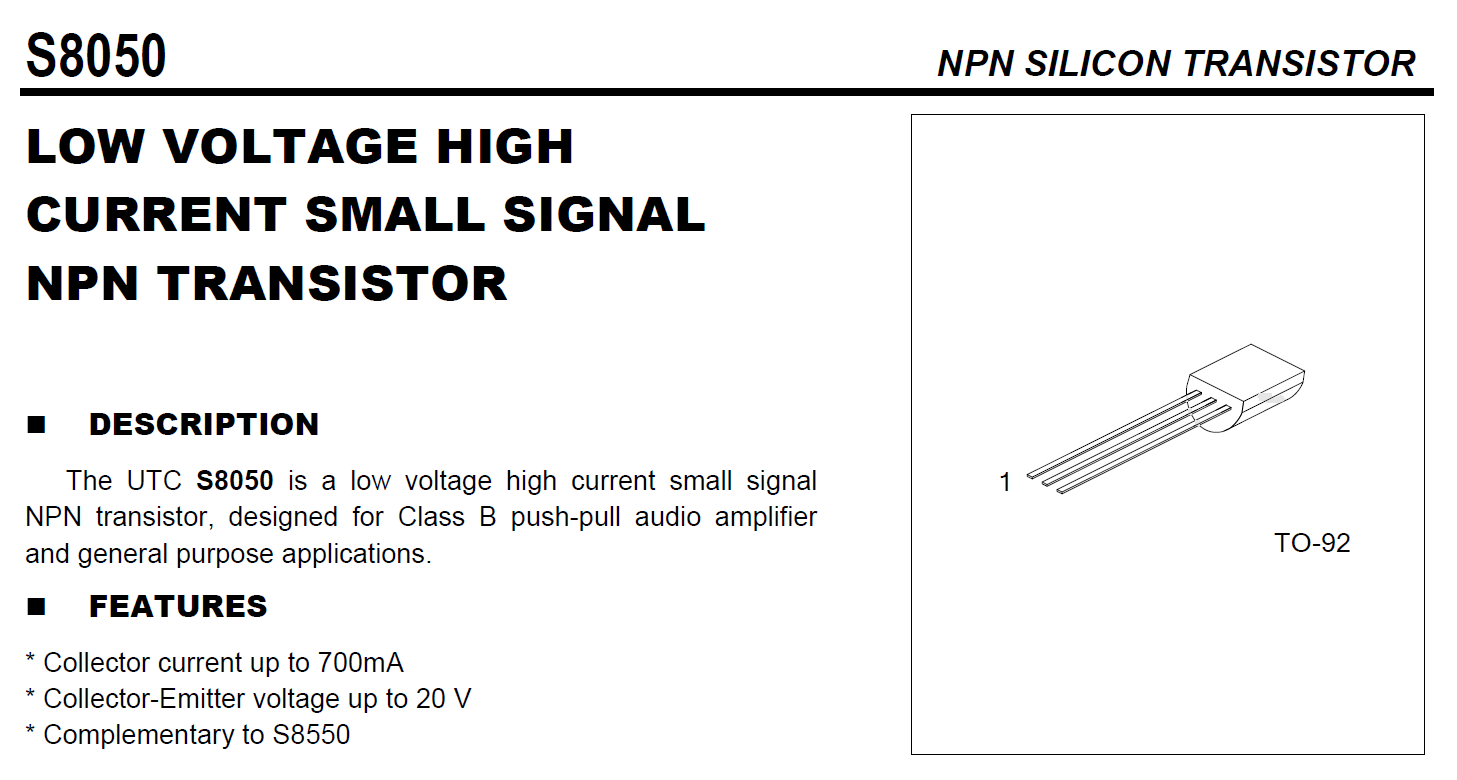 S8050
NPN SILICON TRANSISTOR
LOW VOLTAGE HIGH
CURRENT SMALL SIGNAL
NPN TRANSISTOR
■ DESCRIPTION
The UTC S8050 is a low voltage high current small signal
NPN transistor, designed for Class B push-pull audio amplifier
and general purpose applications.
■ FEATURES
* Collector current up to 700mA
* Collector-Emitter voltage up to 20 V
* Complementary to S8550
1
TO-92